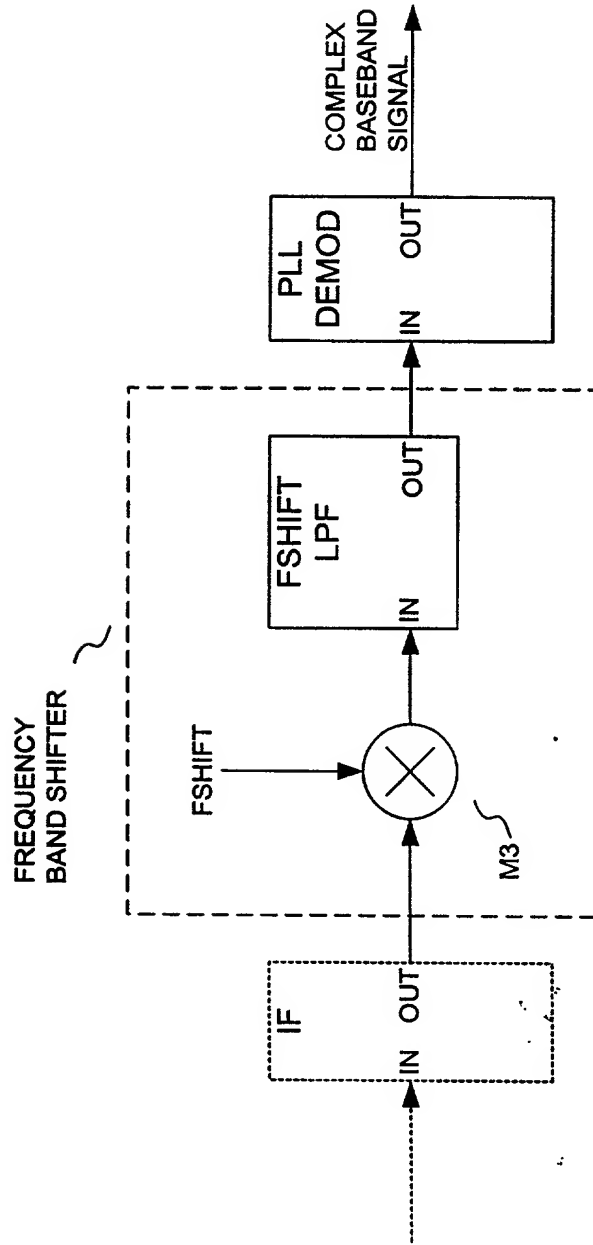 FREQUENCY
BAND SHIFTER
IF
IN OUT
FSHIFT
M3
FSHIFT
LPF
IN OUT
PLL
DEMOD
IN OUT
COMPLEX
BASEBAND
SIGNAL